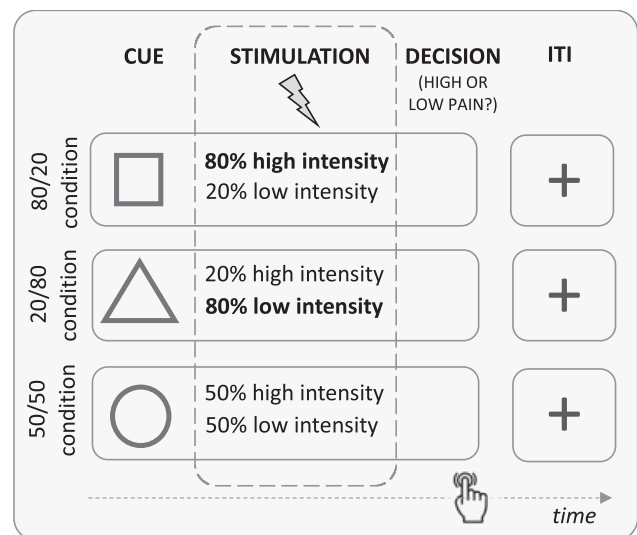 CUE
STIMULATION
DECISION
(HIGH OR
LOW PAIN?)
ITI
80/20
condition
80% high intensity
20% low intensity
+
20/80
condition
20% high intensity
80% low intensity
+
50/50
condition
50% high intensity
50% low intensity
+
time